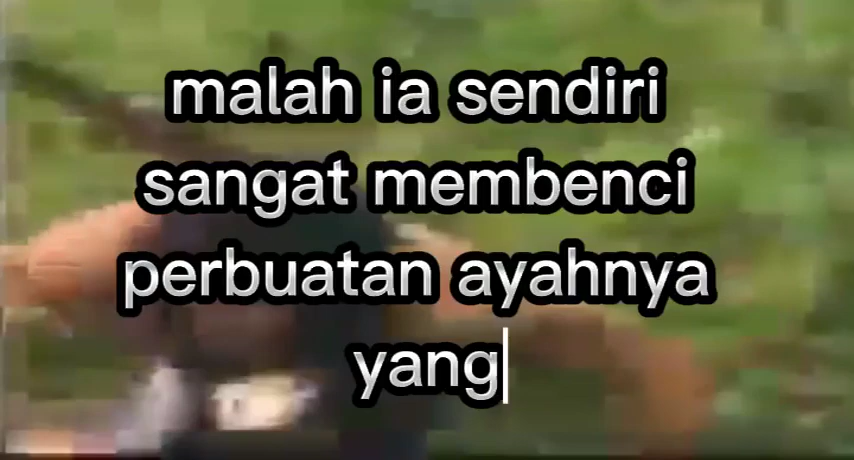 malah ia sendiri
sangat membenci
perbuatan ayahnya
yang